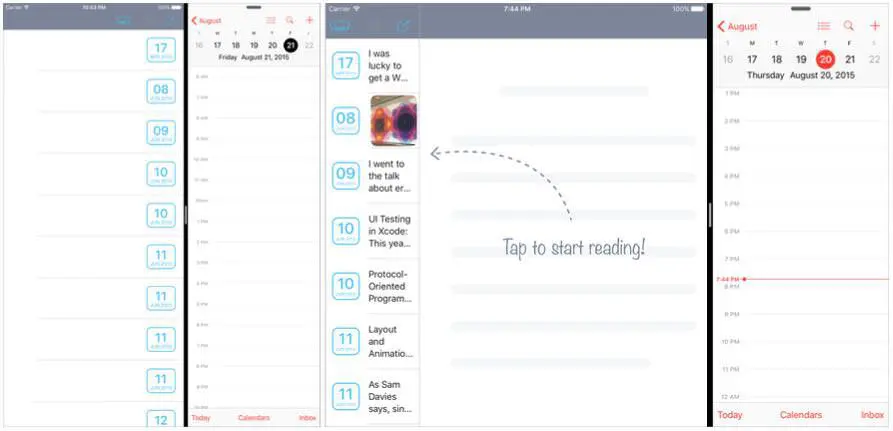 Carrier 10:53 PM 50%
17
08
09
10
10
11
11
11
11
12
August
S M T W T F S
16 17 18 19 20 21 22
Friday August 21, 2015
Today Calendars Inbox
Carrier 7:44 PM 100%
17
I was
lucky to
get a W...
08
09
I went to
the talk
about er...
10
UI Testing
in Xcode:
This yea...
10
Protocol-
Oriented
Program...
11
Layout
and
Animatio...
11
As Sam
Davies
says, sin...
Tap to start reading!
August
S M T W T F S
16 17 18 19 20 21 22
Thursday August 20, 2015
1 PM
2 PM
3 PM
4 PM
5 PM
6 PM
7 PM
7:44 PM
8 PM
9 PM
10 PM
11 PM
12 AM
Today Calendars Inbox